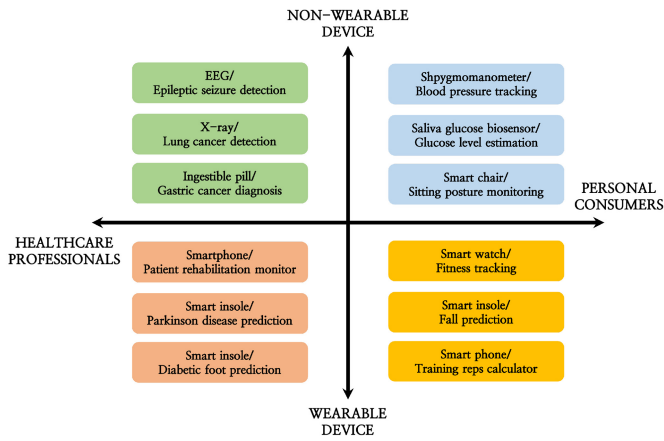 NON-WEARABLE
DEVICE
EEG/
Epileptic seizure detection
X-ray/
Lung cancer detection
Ingestible pill/
Gastric cancer diagnosis
Shpygmomanometer/
Blood pressure tracking
Saliva glucose biosensor/
Glucose level estimation
Smart chair/
Sitting posture monitoring
PERSONAL
CONSUMERS
HEALTHCARE
PROFESSIONALS
Smartphone/
Patient rehabilitation monitor
Smart insole/
Parkinson disease prediction
Smart insole/
Diabetic foot prediction
Smart watch/
Fitness tracking
Smart insole/
Fall prediction
Smart phone/
Training reps calculator
WEARABLE
DEVICE